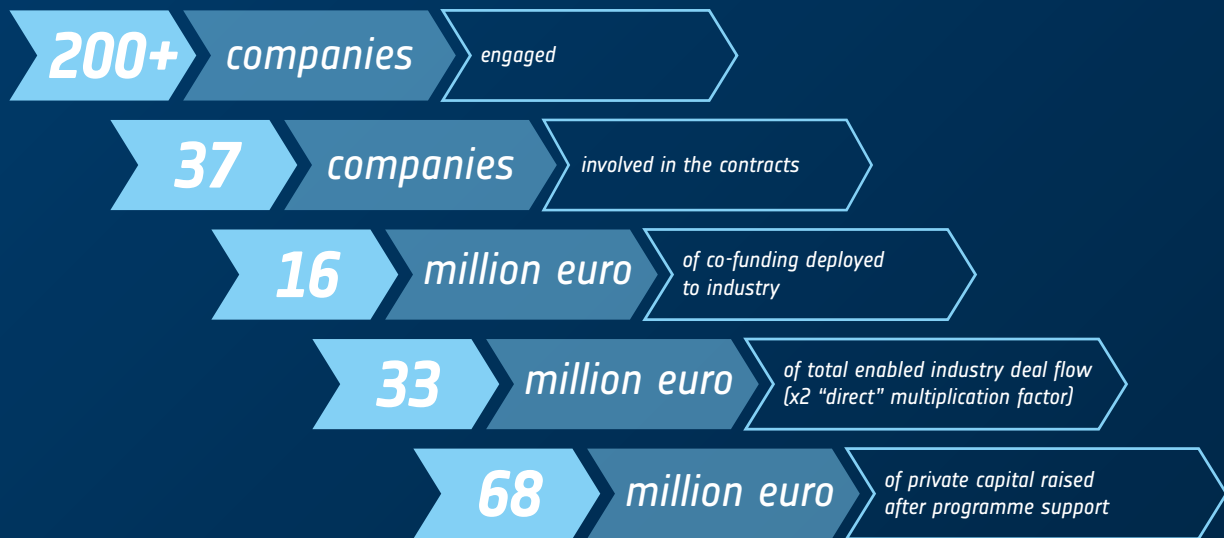 200+ companies engaged
37 companies involved in the contracts
16 million euro of co-funding deployed
to industry
33 million euro of total enabled industry deal flow
(x2 “direct” multiplication factor)
68 million euro of private capital raised
after programme support